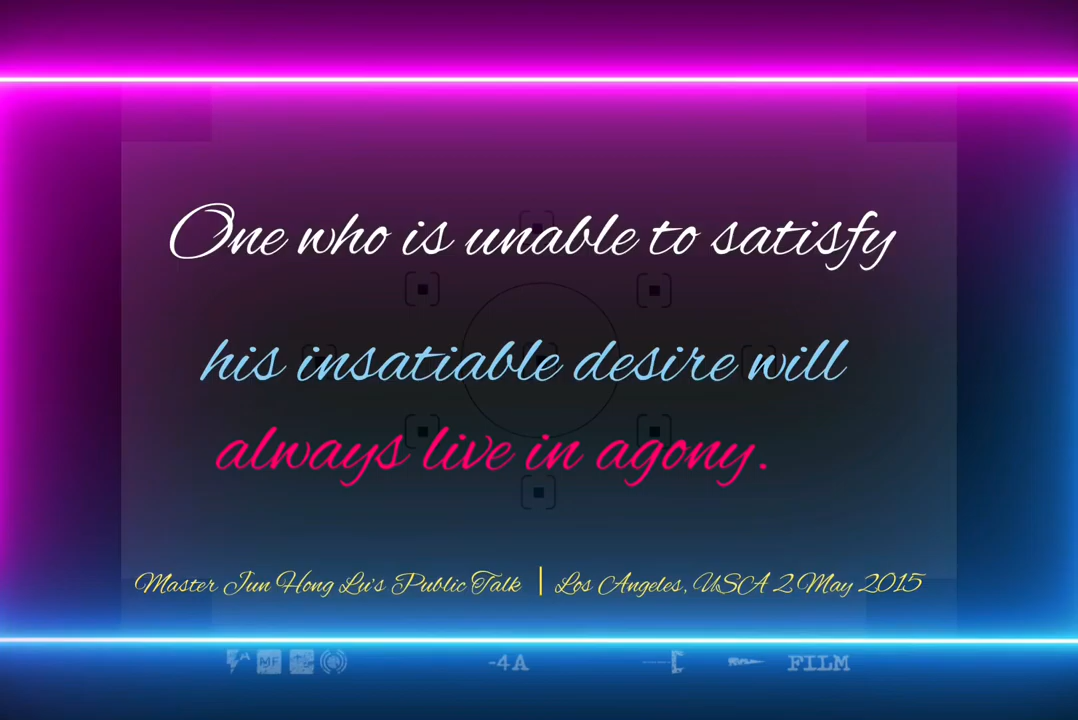 One who is unable to satisfy
his insatiable desire will
always live in agony.
Master Jun Hong Lu's Public Talk | Los Angeles, USA 2 May 2015
MF -4A FILM